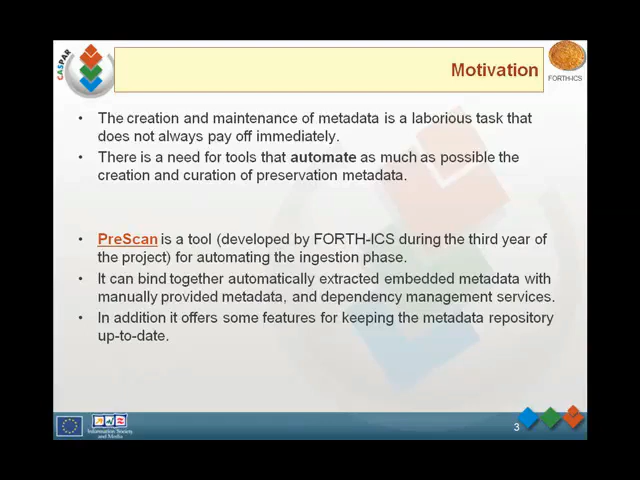 CASPAR
Motivation
FORTH-ICS
• The creation and maintenance of metadata is a laborious task that
does not always pay off immediately.
• There is a need for tools that automate as much as possible the
creation and curation of preservation metadata.
• PreScan is a tool (developed by FORTH-ICS during the third year of
the project) for automating the ingestion phase.
• It can bind together automatically extracted embedded metadata with
manually provided metadata, and dependency management services.
• In addition it offers some features for keeping the metadata repository
up-to-date.
Information Society
and Media
3